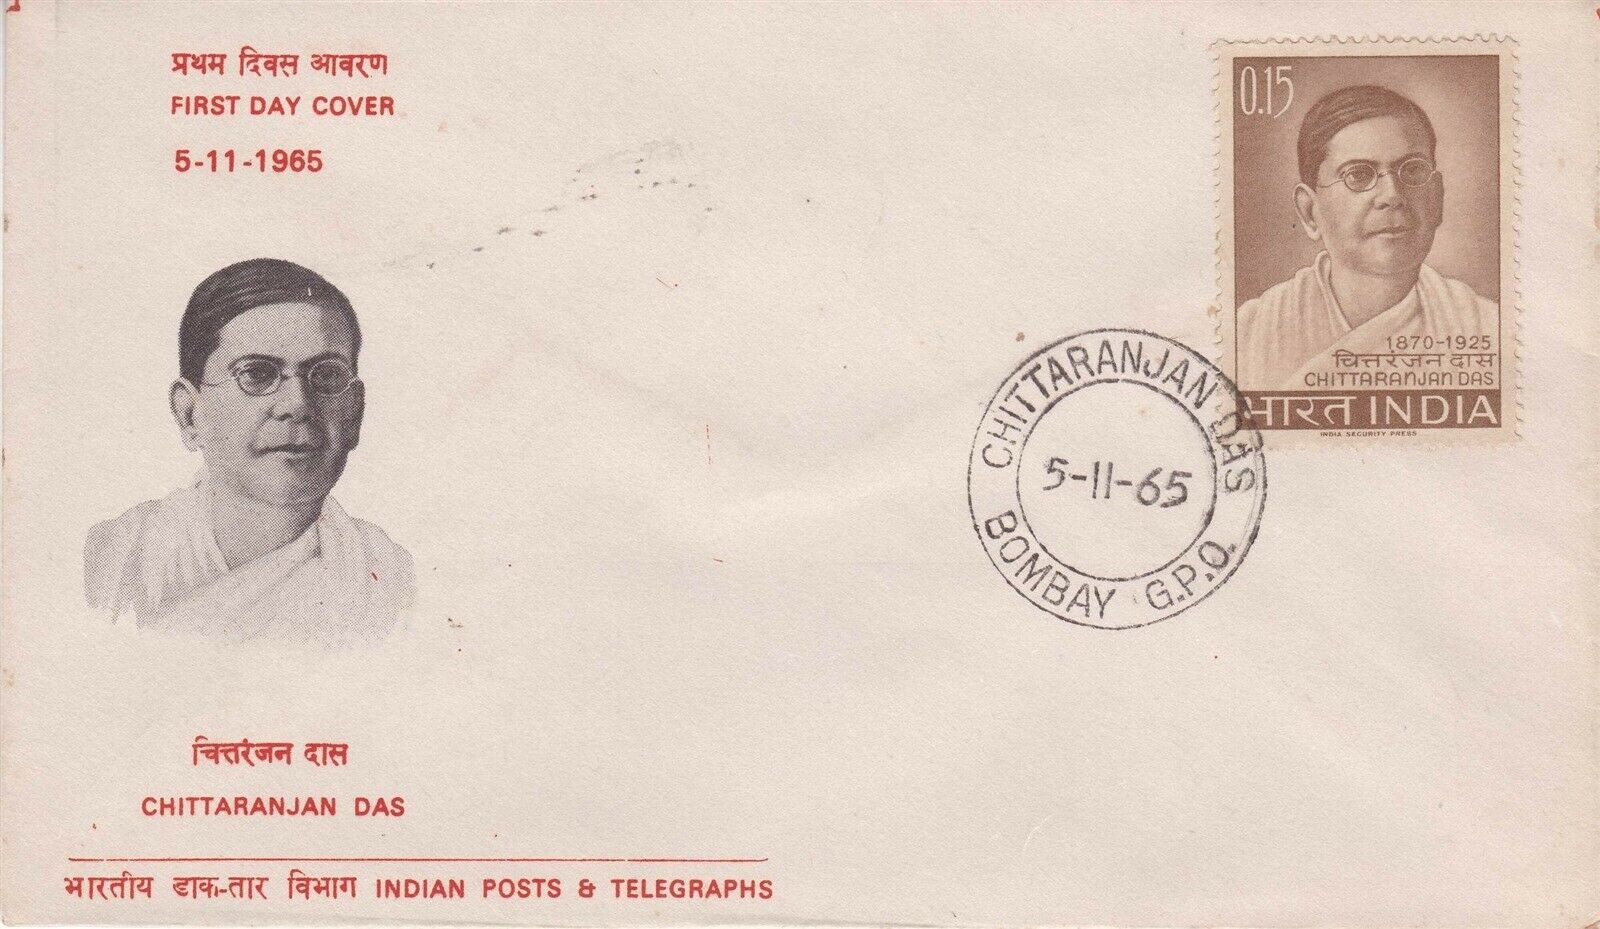 प्रथम दिवस आवरण
FIRST DAY COVER
5-11-1965
0.15
1870-1925
चित्तरंजन दास
CHITTARANJAN DAS
भारत INDIA
INDIA SECURITY PRESS
CHITTARANJAN DAS
5-11-65
BOMBAY G.P.O.
चित्तरंजन दास
CHITTARANJAN DAS
भारतीय डाक-तार विभाग INDIAN POSTS & TELEGRAPHS